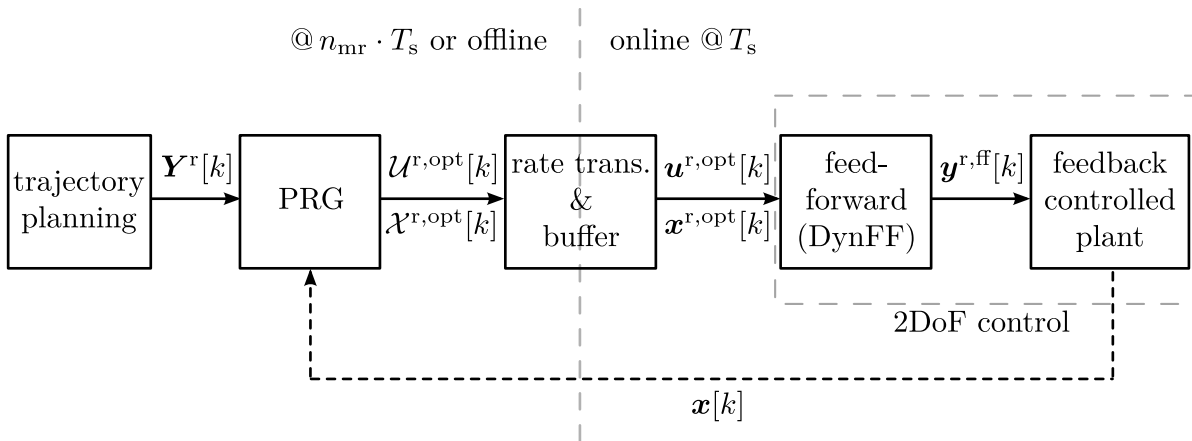 @ n_mr · T_s or offline
online @ T_s
trajectory
planning
Y^r[k]
PRG
𝒰^{r,opt}[k]
𝒳^{r,opt}[k]
rate trans.
&
buffer
u^{r,opt}[k]
x^{r,opt}[k]
feed-
forward
(DynFF)
y^{r,ff}[k]
feedback
controlled
plant
2DoF control
x[k]